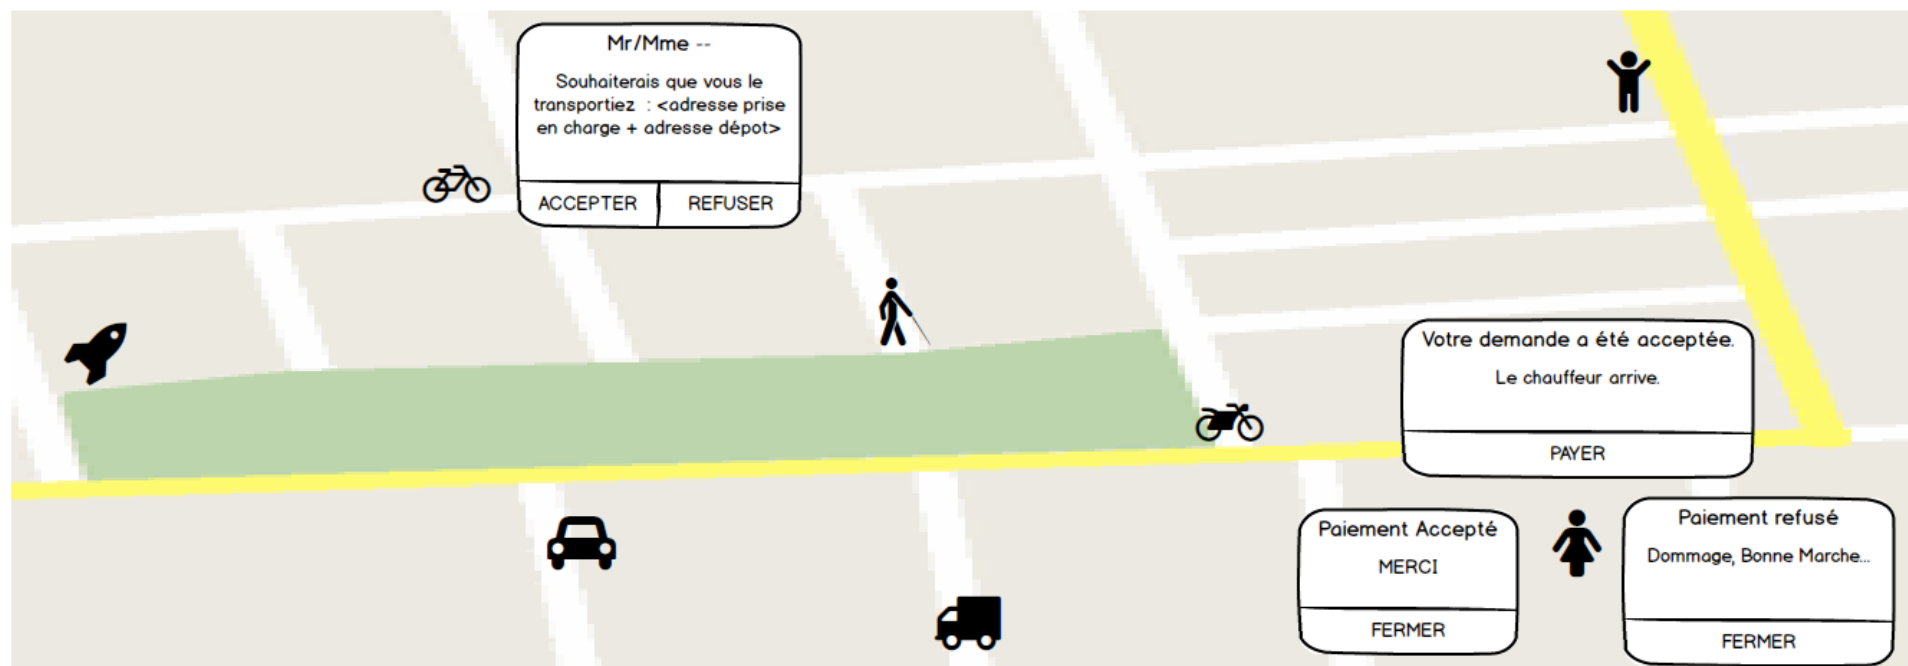 Mr/Mme --
Souhaiterais que vous le
transportiez : <adresse prise
en charge + adresse dépot>
ACCEPTER
REFUSER
Votre demande a été acceptée.
Le chauffeur arrive.
PAYER
Paiement Accepté
MERCI
FERMER
Paiement refusé
Dommage, Bonne Marche...
FERMER